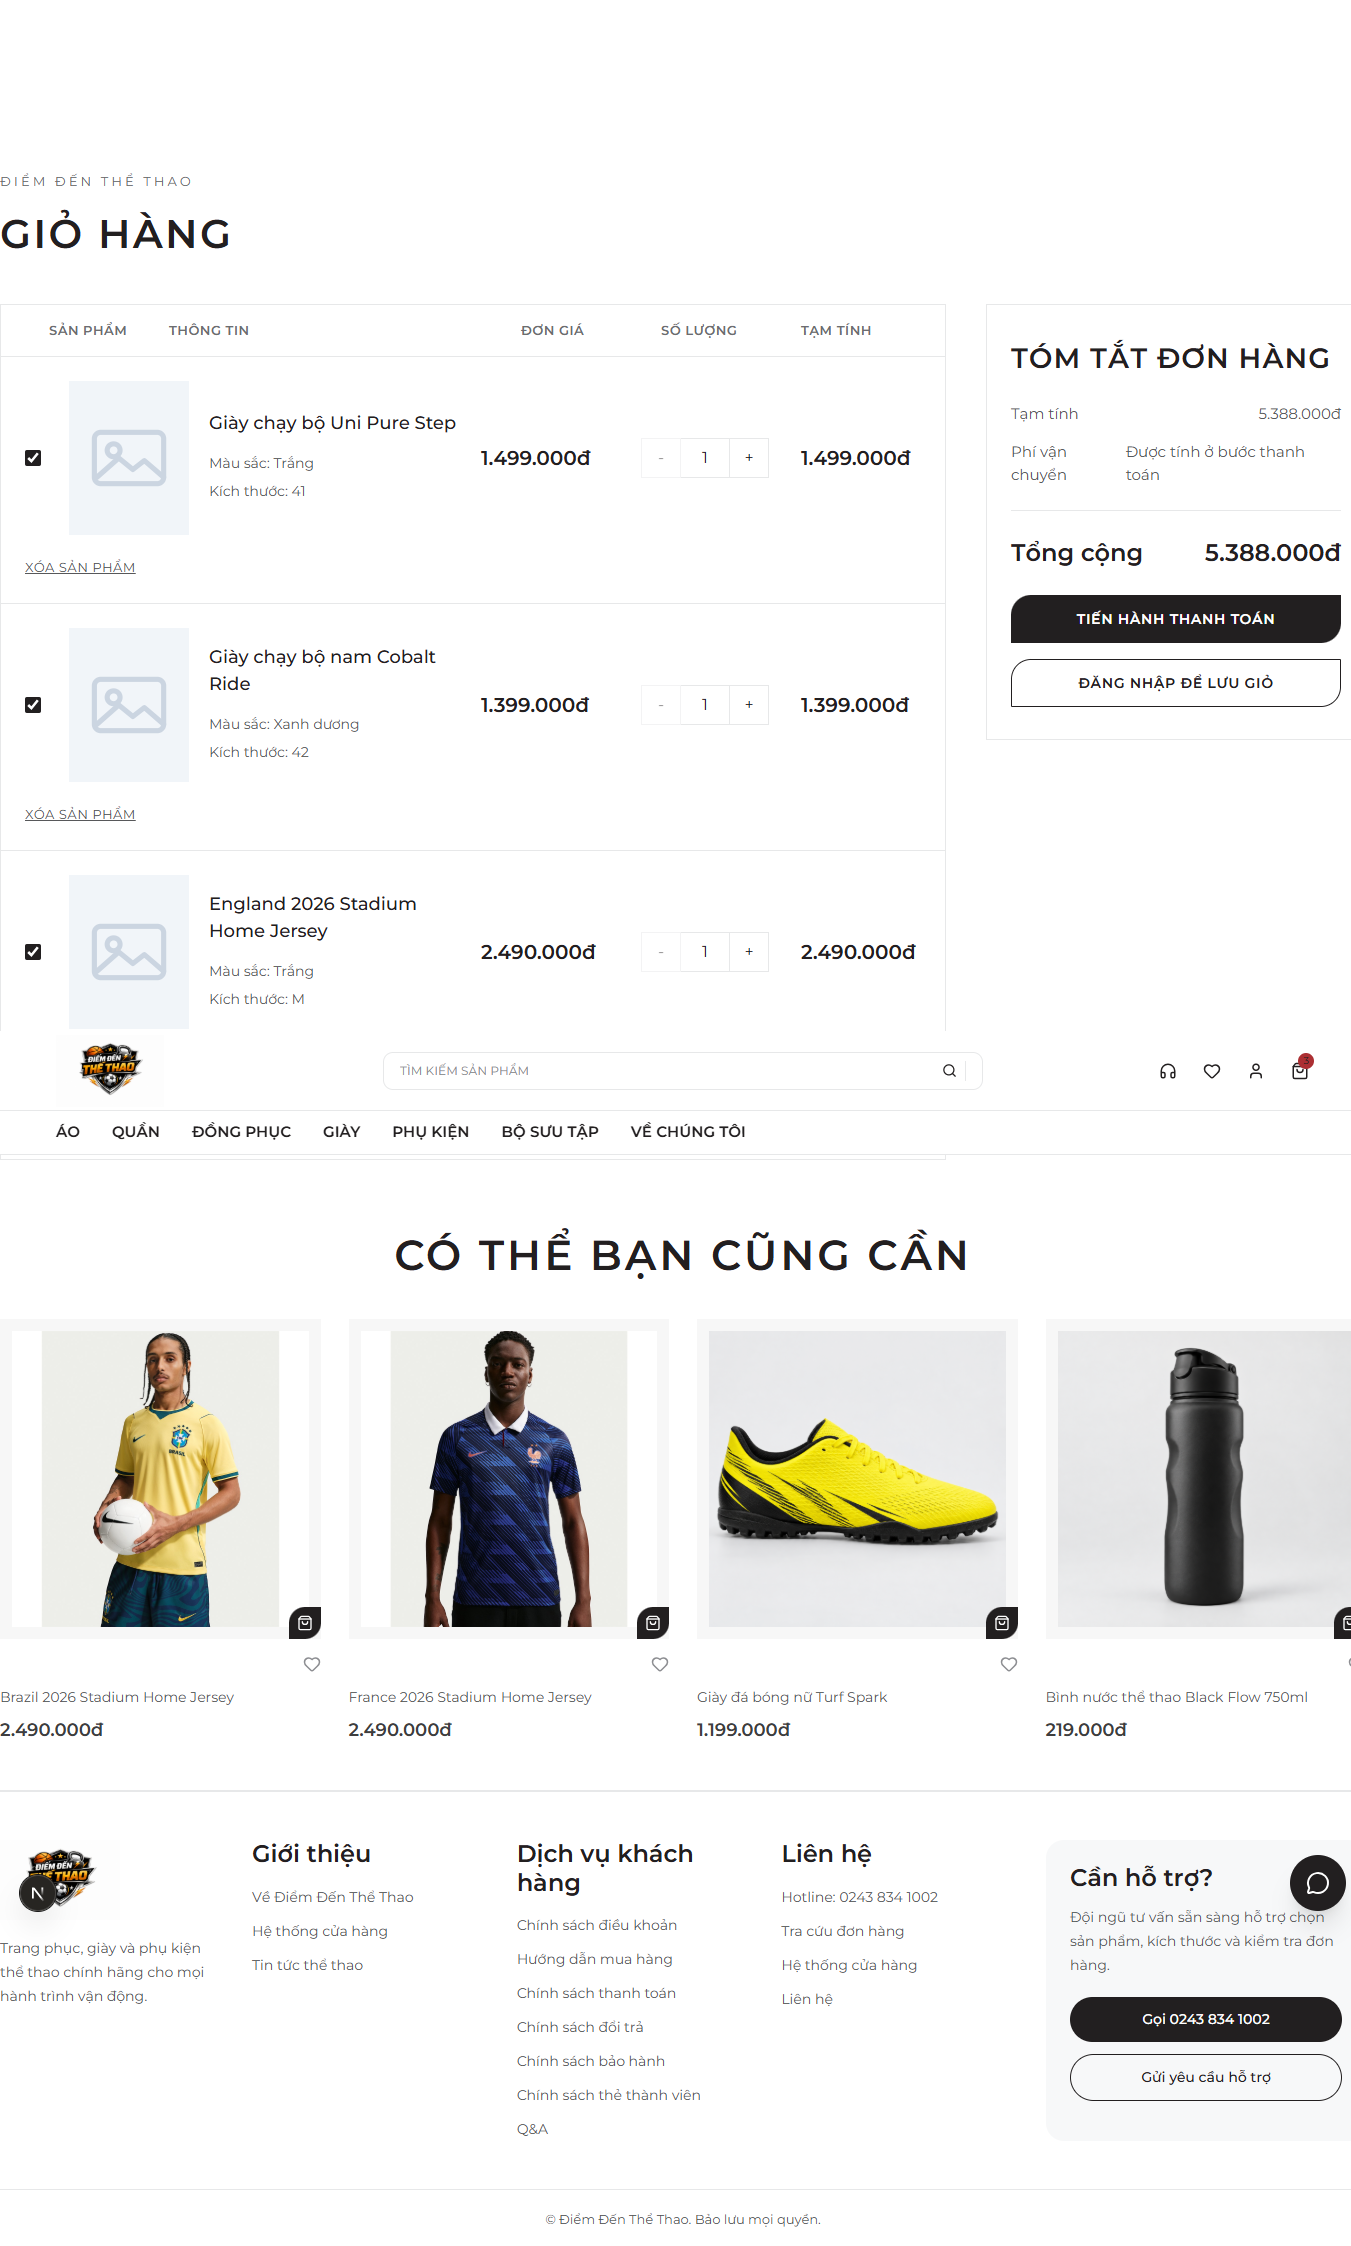 ĐIỂM ĐẾN THỂ THAO
GIỎ HÀNG
SẢN PHẨM THÔNG TIN ĐƠN GIÁ SỐ LƯỢNG TẠM TÍNH
Giày chạy bộ Uni Pure Step
Màu sắc: Trắng
Kích thước: 41
1.499.000đ - 1 + 1.499.000đ
XÓA SẢN PHẨM
Giày chạy bộ nam Cobalt
Ride
Màu sắc: Xanh dương
Kích thước: 42
1.399.000đ - 1 + 1.399.000đ
XÓA SẢN PHẨM
England 2026 Stadium
Home Jersey
Màu sắc: Trắng
Kích thước: M
2.490.000đ - 1 + 2.490.000đ
TÓM TẮT ĐƠN HÀNG
Tạm tính 5.388.000đ
Phí vận
chuyển
Được tính ở bước thanh
toán
Tổng cộng 5.388.000đ
TIẾN HÀNH THANH TOÁN
ĐĂNG NHẬP ĐỂ LƯU GIỎ
ĐIỂM ĐẾN
THỂ THAO
TÌM KIẾM SẢN PHẨM
3
ÁO QUẦN ĐỒNG PHỤC GIÀY PHỤ KIỆN BỘ SƯU TẬP VỀ CHÚNG TÔI
CÓ THỂ BẠN CŨNG CẦN
BRASIL
Brazil 2026 Stadium Home Jersey
2.490.000đ
France 2026 Stadium Home Jersey
2.490.000đ
Giày đá bóng nữ Turf Spark
1.199.000đ
Bình nước thể thao Black Flow 750ml
219.000đ
ĐIỂM ĐẾN
THỂ THAO
N
Trang phục, giày và phụ kiện
thể thao chính hãng cho mọi
hành trình vận động.
Giới thiệu
Về Điểm Đến Thể Thao
Hệ thống cửa hàng
Tin tức thể thao
Dịch vụ khách
hàng
Chính sách điều khoản
Hướng dẫn mua hàng
Chính sách thanh toán
Chính sách đổi trả
Chính sách bảo hành
Chính sách thẻ thành viên
Q&A
Liên hệ
Hotline: 0243 834 1002
Tra cứu đơn hàng
Hệ thống cửa hàng
Liên hệ
Cần hỗ trợ?
Đội ngũ tư vấn sẵn sàng hỗ trợ chọn
sản phẩm, kích thước và kiểm tra đơn
hàng.
Gọi 0243 834 1002
Gửi yêu cầu hỗ trợ
© Điểm Đến Thể Thao. Bảo lưu mọi quyền.